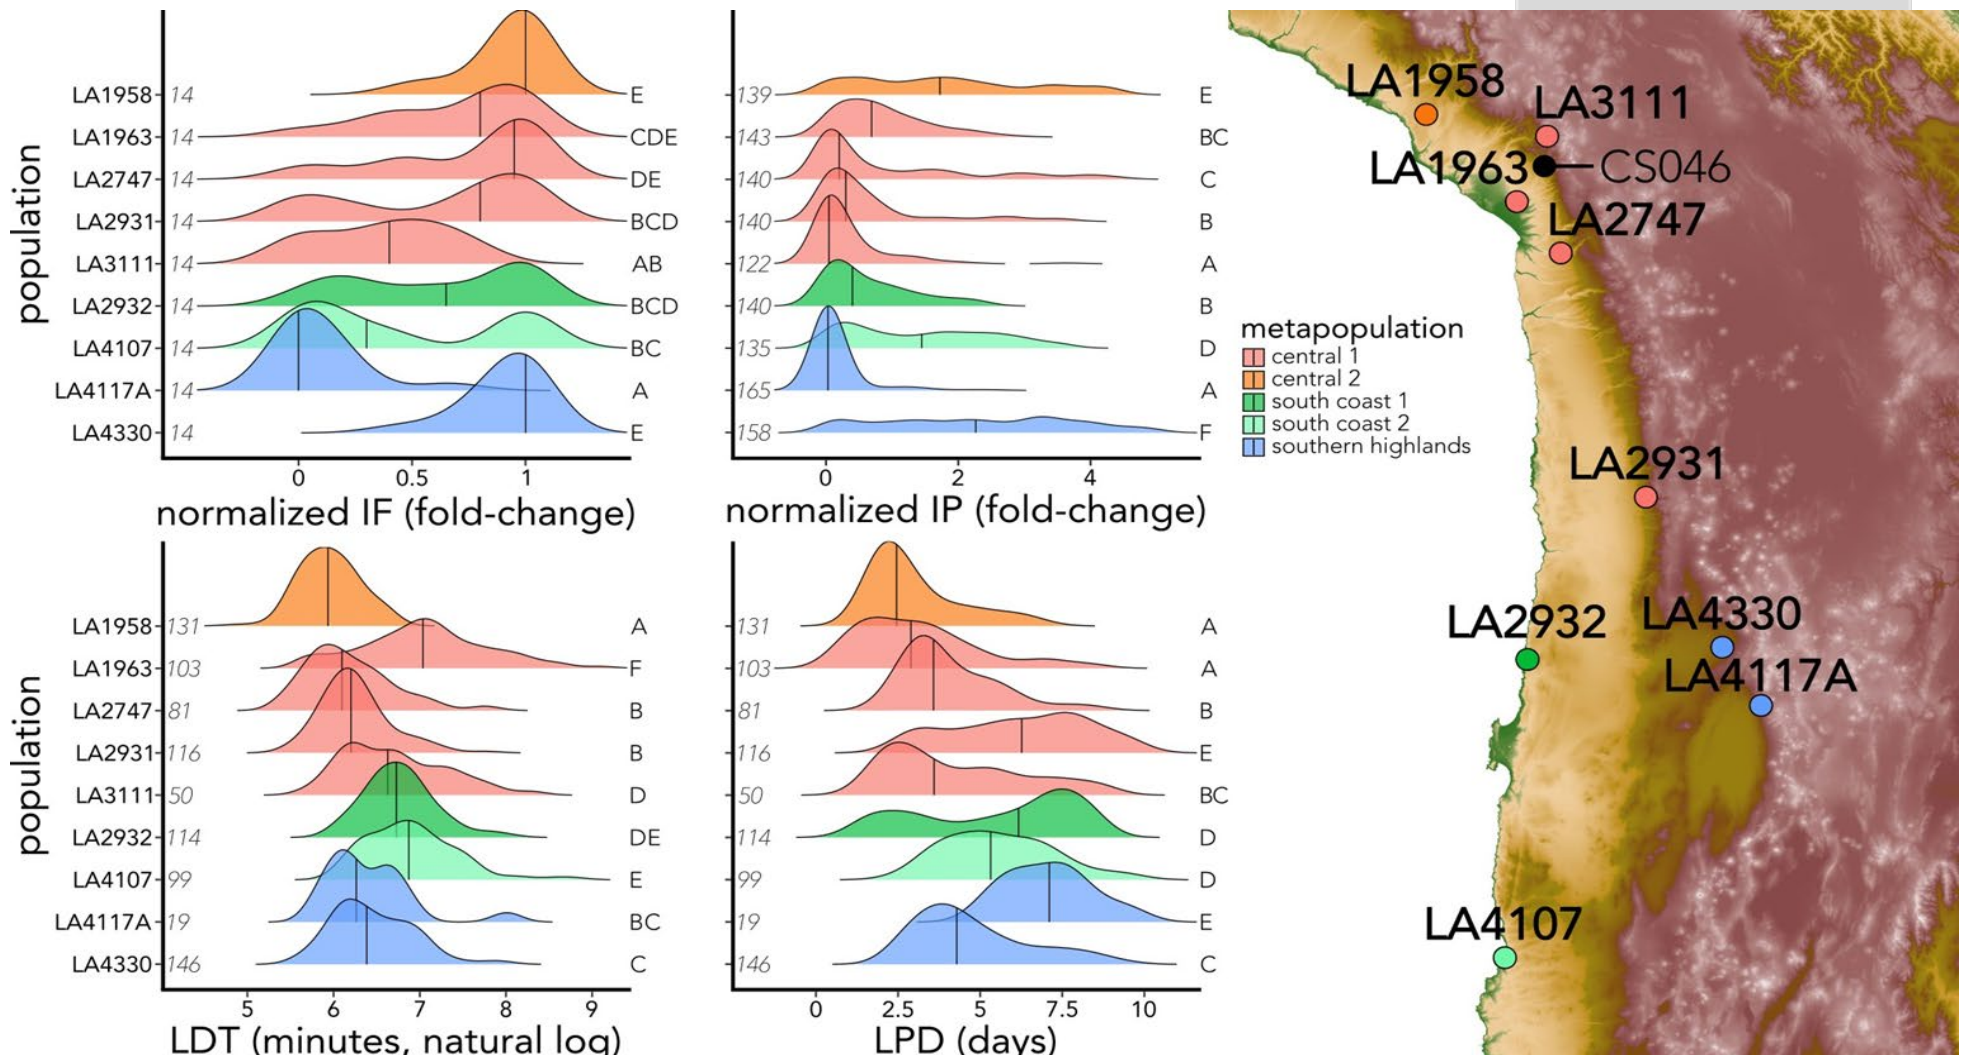 population
LA1958 14 E
LA1963 14 CDE
LA2747 14 DE
LA2931 14 BCD
LA3111 14 AB
LA2932 14 BCD
LA4107 14 BC
LA4117A 14 A
LA4330 14 E
0 0.5 1
normalized IF (fold-change)
139 E
143 BC
140 C
140 B
122 A
140 B
135 D
165 A
158 F
0 2 4
normalized IP (fold-change)
population
LA1958 131 A
LA1963 103 F
LA2747 81 B
LA2931 116 B
LA3111 50 D
LA2932 114 DE
LA4107 99 E
LA4117A 19 BC
LA4330 146 C
5 6 7 8 9
LDT (minutes, natural log)
131 A
103 A
81 B
116 E
50 BC
114 D
99 D
19 E
146 C
0 2.5 5 7.5 10
LPD (days)
metapopulation
central 1
central 2
south coast 1
south coast 2
southern highlands
LA1958
LA3111
LA1963
CS046
LA2747
LA2931
LA2932
LA4330
LA4117A
LA4107